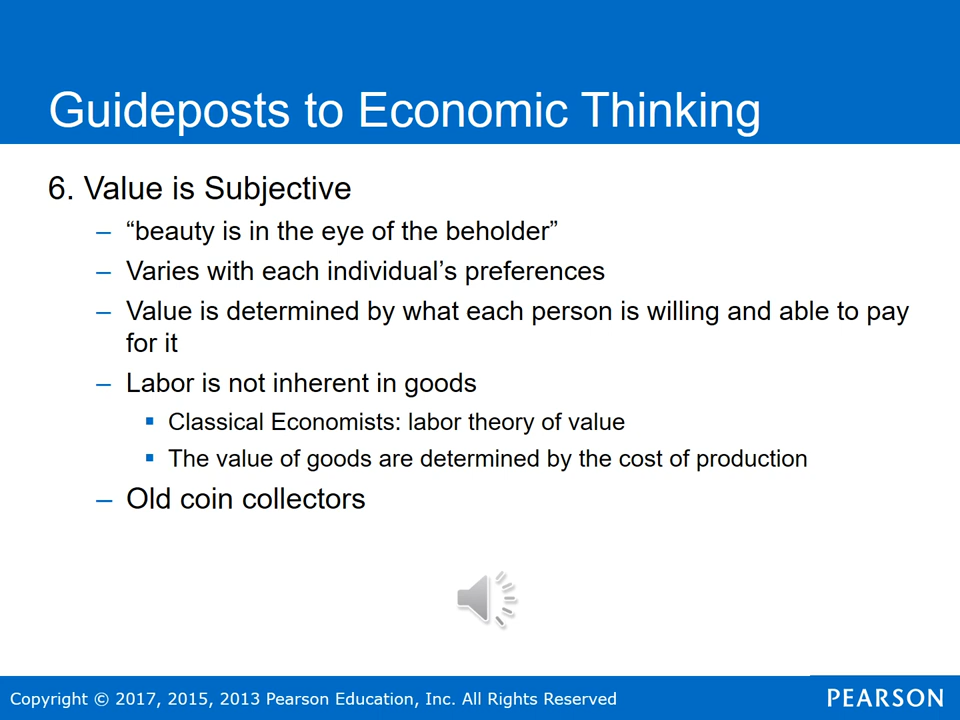 Guideposts to Economic Thinking
6. Value is Subjective
– “beauty is in the eye of the beholder”
– Varies with each individual’s preferences
– Value is determined by what each person is willing and able to pay
for it
– Labor is not inherent in goods
▪ Classical Economists: labor theory of value
▪ The value of goods are determined by the cost of production
– Old coin collectors
Copyright © 2017, 2015, 2013 Pearson Education, Inc. All Rights Reserved
PEARSON